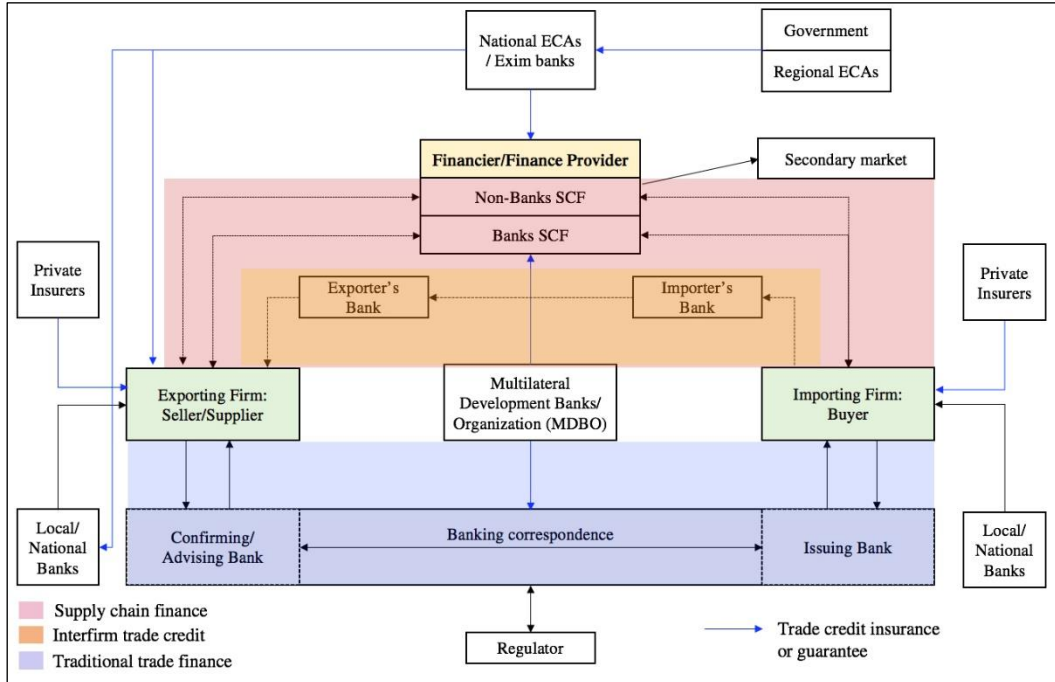 National ECAs
/ Exim banks
Government
Regional ECAs
Financier/Finance Provider
Non-Banks SCF
Banks SCF
Secondary market
Private
Insurers
Exporter's
Bank
Importer's
Bank
Private
Insurers
Exporting Firm:
Seller/Supplier
Multilateral
Development Banks/
Organization (MDBO)
Importing Firm:
Buyer
Local/
National
Banks
Confirming/
Advising Bank
Banking correspondence
Issuing Bank
Local/
National
Banks
Supply chain finance
Interfirm trade credit
Traditional trade finance
Regulator
Trade credit insurance
or guarantee